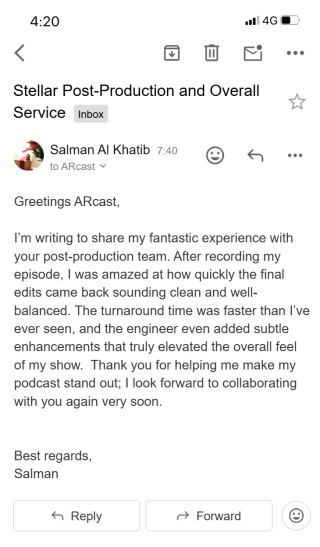 4:20
4G
Stellar Post-Production and Overall
Service Inbox
Salman Al Khatib 7:40
to ARcast
Greetings ARcast,
I'm writing to share my fantastic experience with
your post-production team. After recording my
episode, I was amazed at how quickly the final
edits came back sounding clean and well-
balanced. The turnaround time was faster than I've
ever seen, and the engineer even added subtle
enhancements that truly elevated the overall feel
of my show.  Thank you for helping me make my
podcast stand out; I look forward to collaborating
with you again very soon.
Best regards,
Salman
Reply Forward